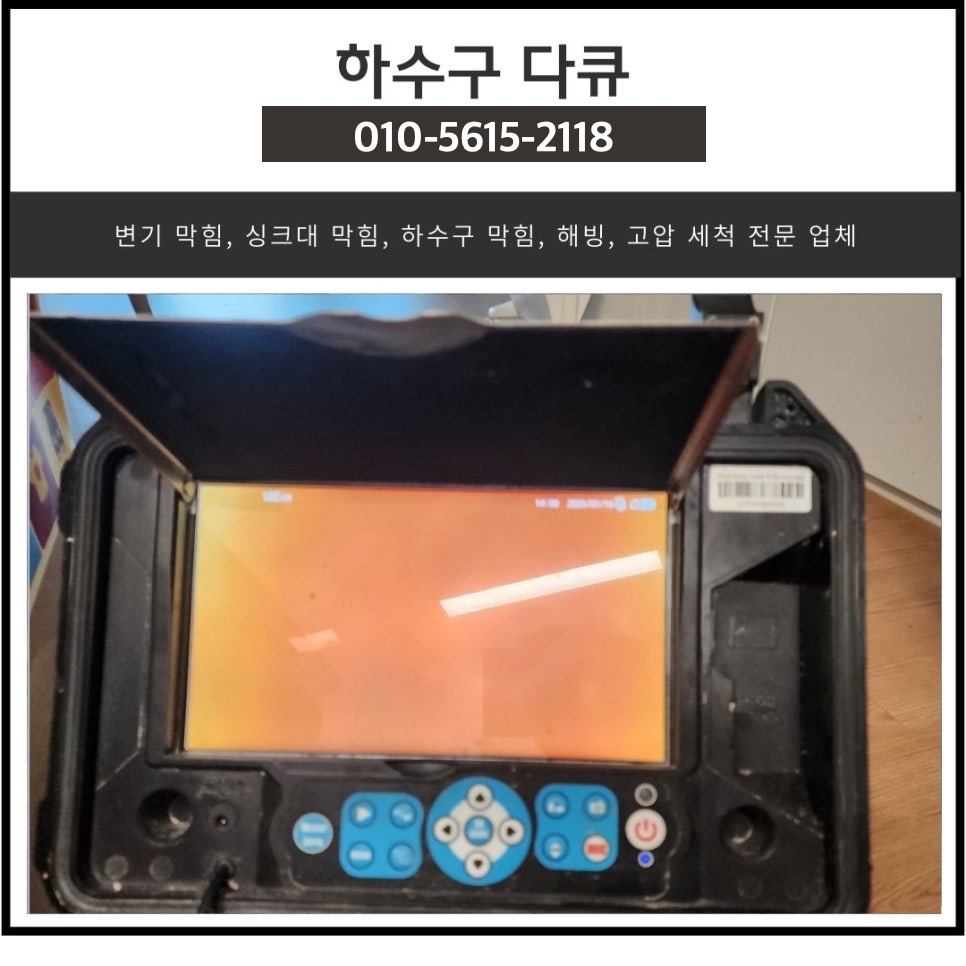 하수구 다큐
010-5615-2118
변기 막힘, 싱크대 막힘, 하수구 막힘, 해빙, 고압 세척 전문 업체